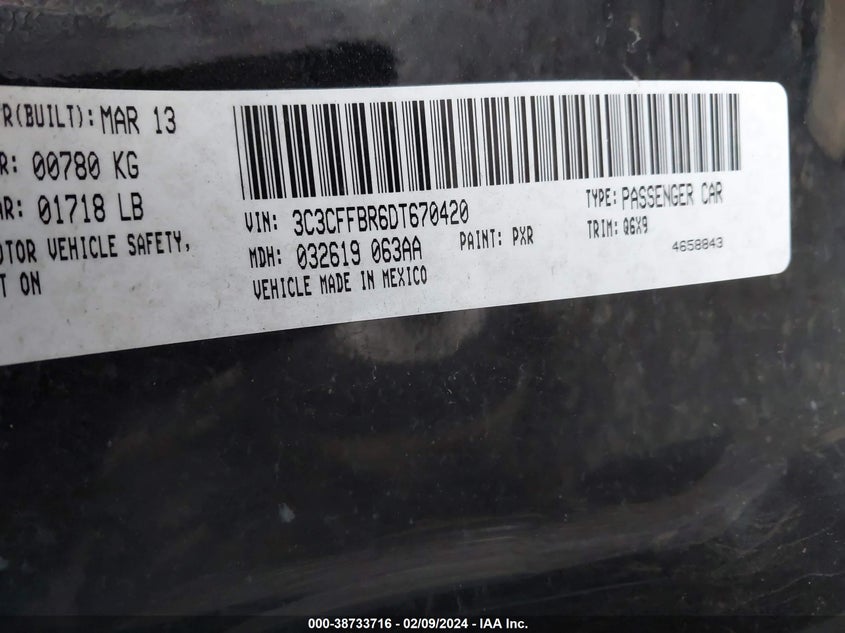 R(BUILT): MAR 13
R: 00780 KG
AR: 01718 LB
OTOR VEHICLE SAFETY,
T ON
VIN: 3C3CFFBR6DT670420
TYPE: PASSENGER CAR
MDH: 032619 063AA
PAINT: PXR
TRIM: Q6X9
VEHICLE MADE IN MEXICO
4658843
000-38733716 - 02/09/2024 - IAA Inc.